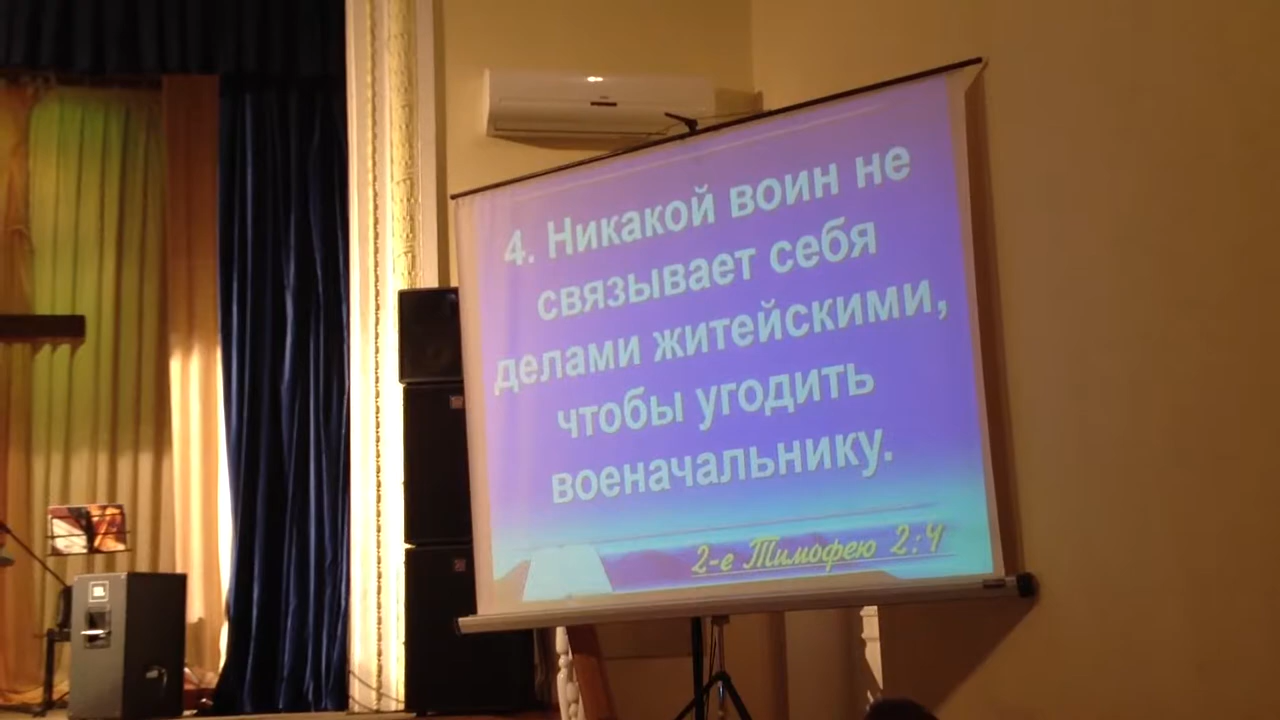 4. Никакой воин не
связывает себя
делами житейскими,
чтобы угодить
военачальнику.
2-е Тимофею 2:4